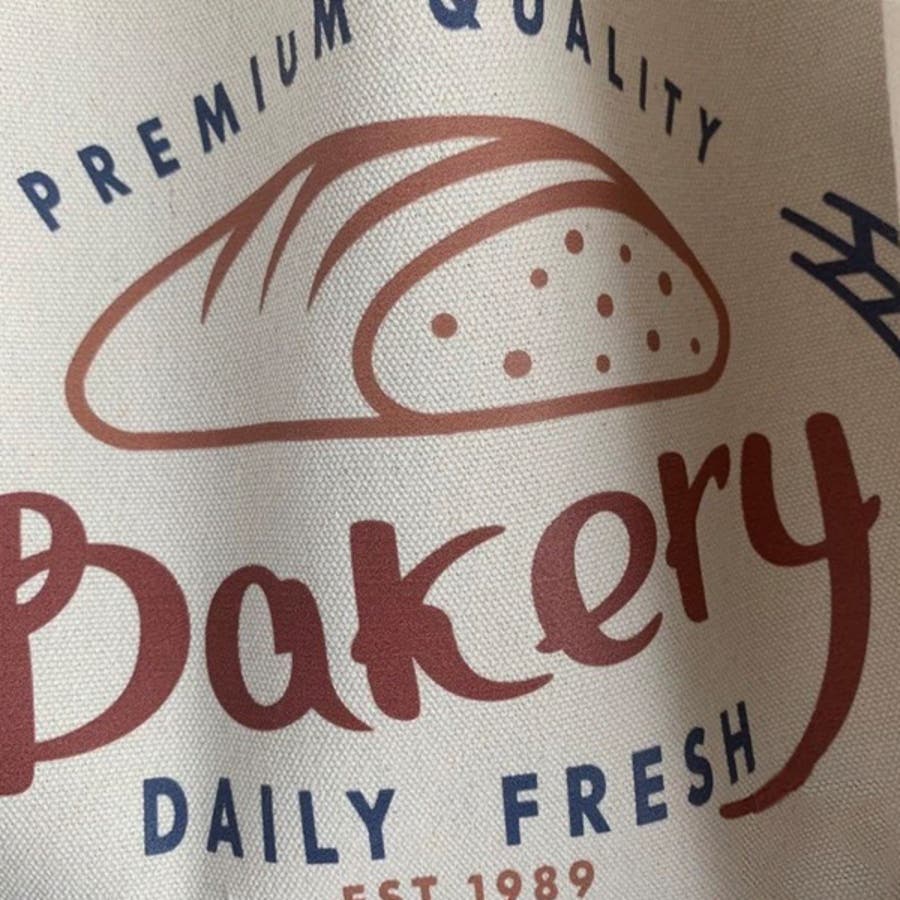 PREMIUM QUALITY
Bakery
DAILY FRESH
EST 1989